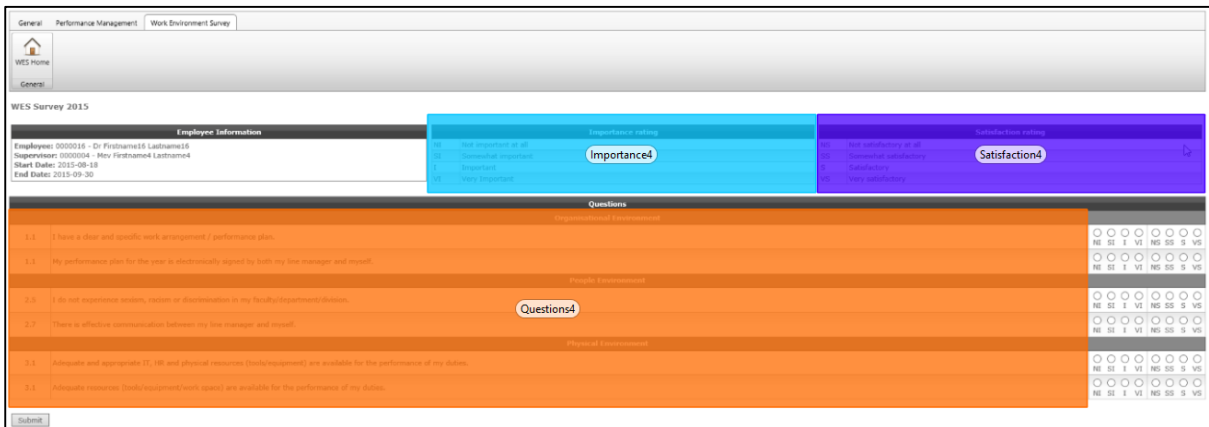 General Performance Management Work Environment Survey
WES Home
General
WES Survey 2015
Employee Information
Employee: 0000016 - Dr Firstname16 Lastname16
Supervisor: 0000004 - Mev Firstname4 Lastname4
Start Date: 2015-08-18
End Date: 2015-09-30
Importance rating
NI Not important at all
SI Somewhat important
I Important
VI Very Important
Importance4
Satisfaction rating
NS Not satisfactory at all
SS Somewhat satisfactory
S Satisfactory
VS Very satisfactory
Satisfaction4
Questions
Organisational Environment
1.1 I have a clear and specific work arrangement / performance plan. NI SI I VI NS SS S VS
1.1 My performance plan for the year is electronically signed by both my line manager and myself. NI SI I VI NS SS S VS
People Environment
I do not experience sexism, racism or discrimination in my faculty/department/division. NI SI I VI NS SS S VS
Questions4
2.7 There is effective communication between my line manager and myself. NI SI I VI NS SS S VS
Physical Environment
3.1 Adequate and appropriate IT, HR and physical resources (tools/equipment) are available for the performance of my duties. NI SI I VI NS SS S VS
3.1 Adequate resources (tools/equipment/work space) are available for the performance of my duties. NI SI I VI NS SS S VS
Submit